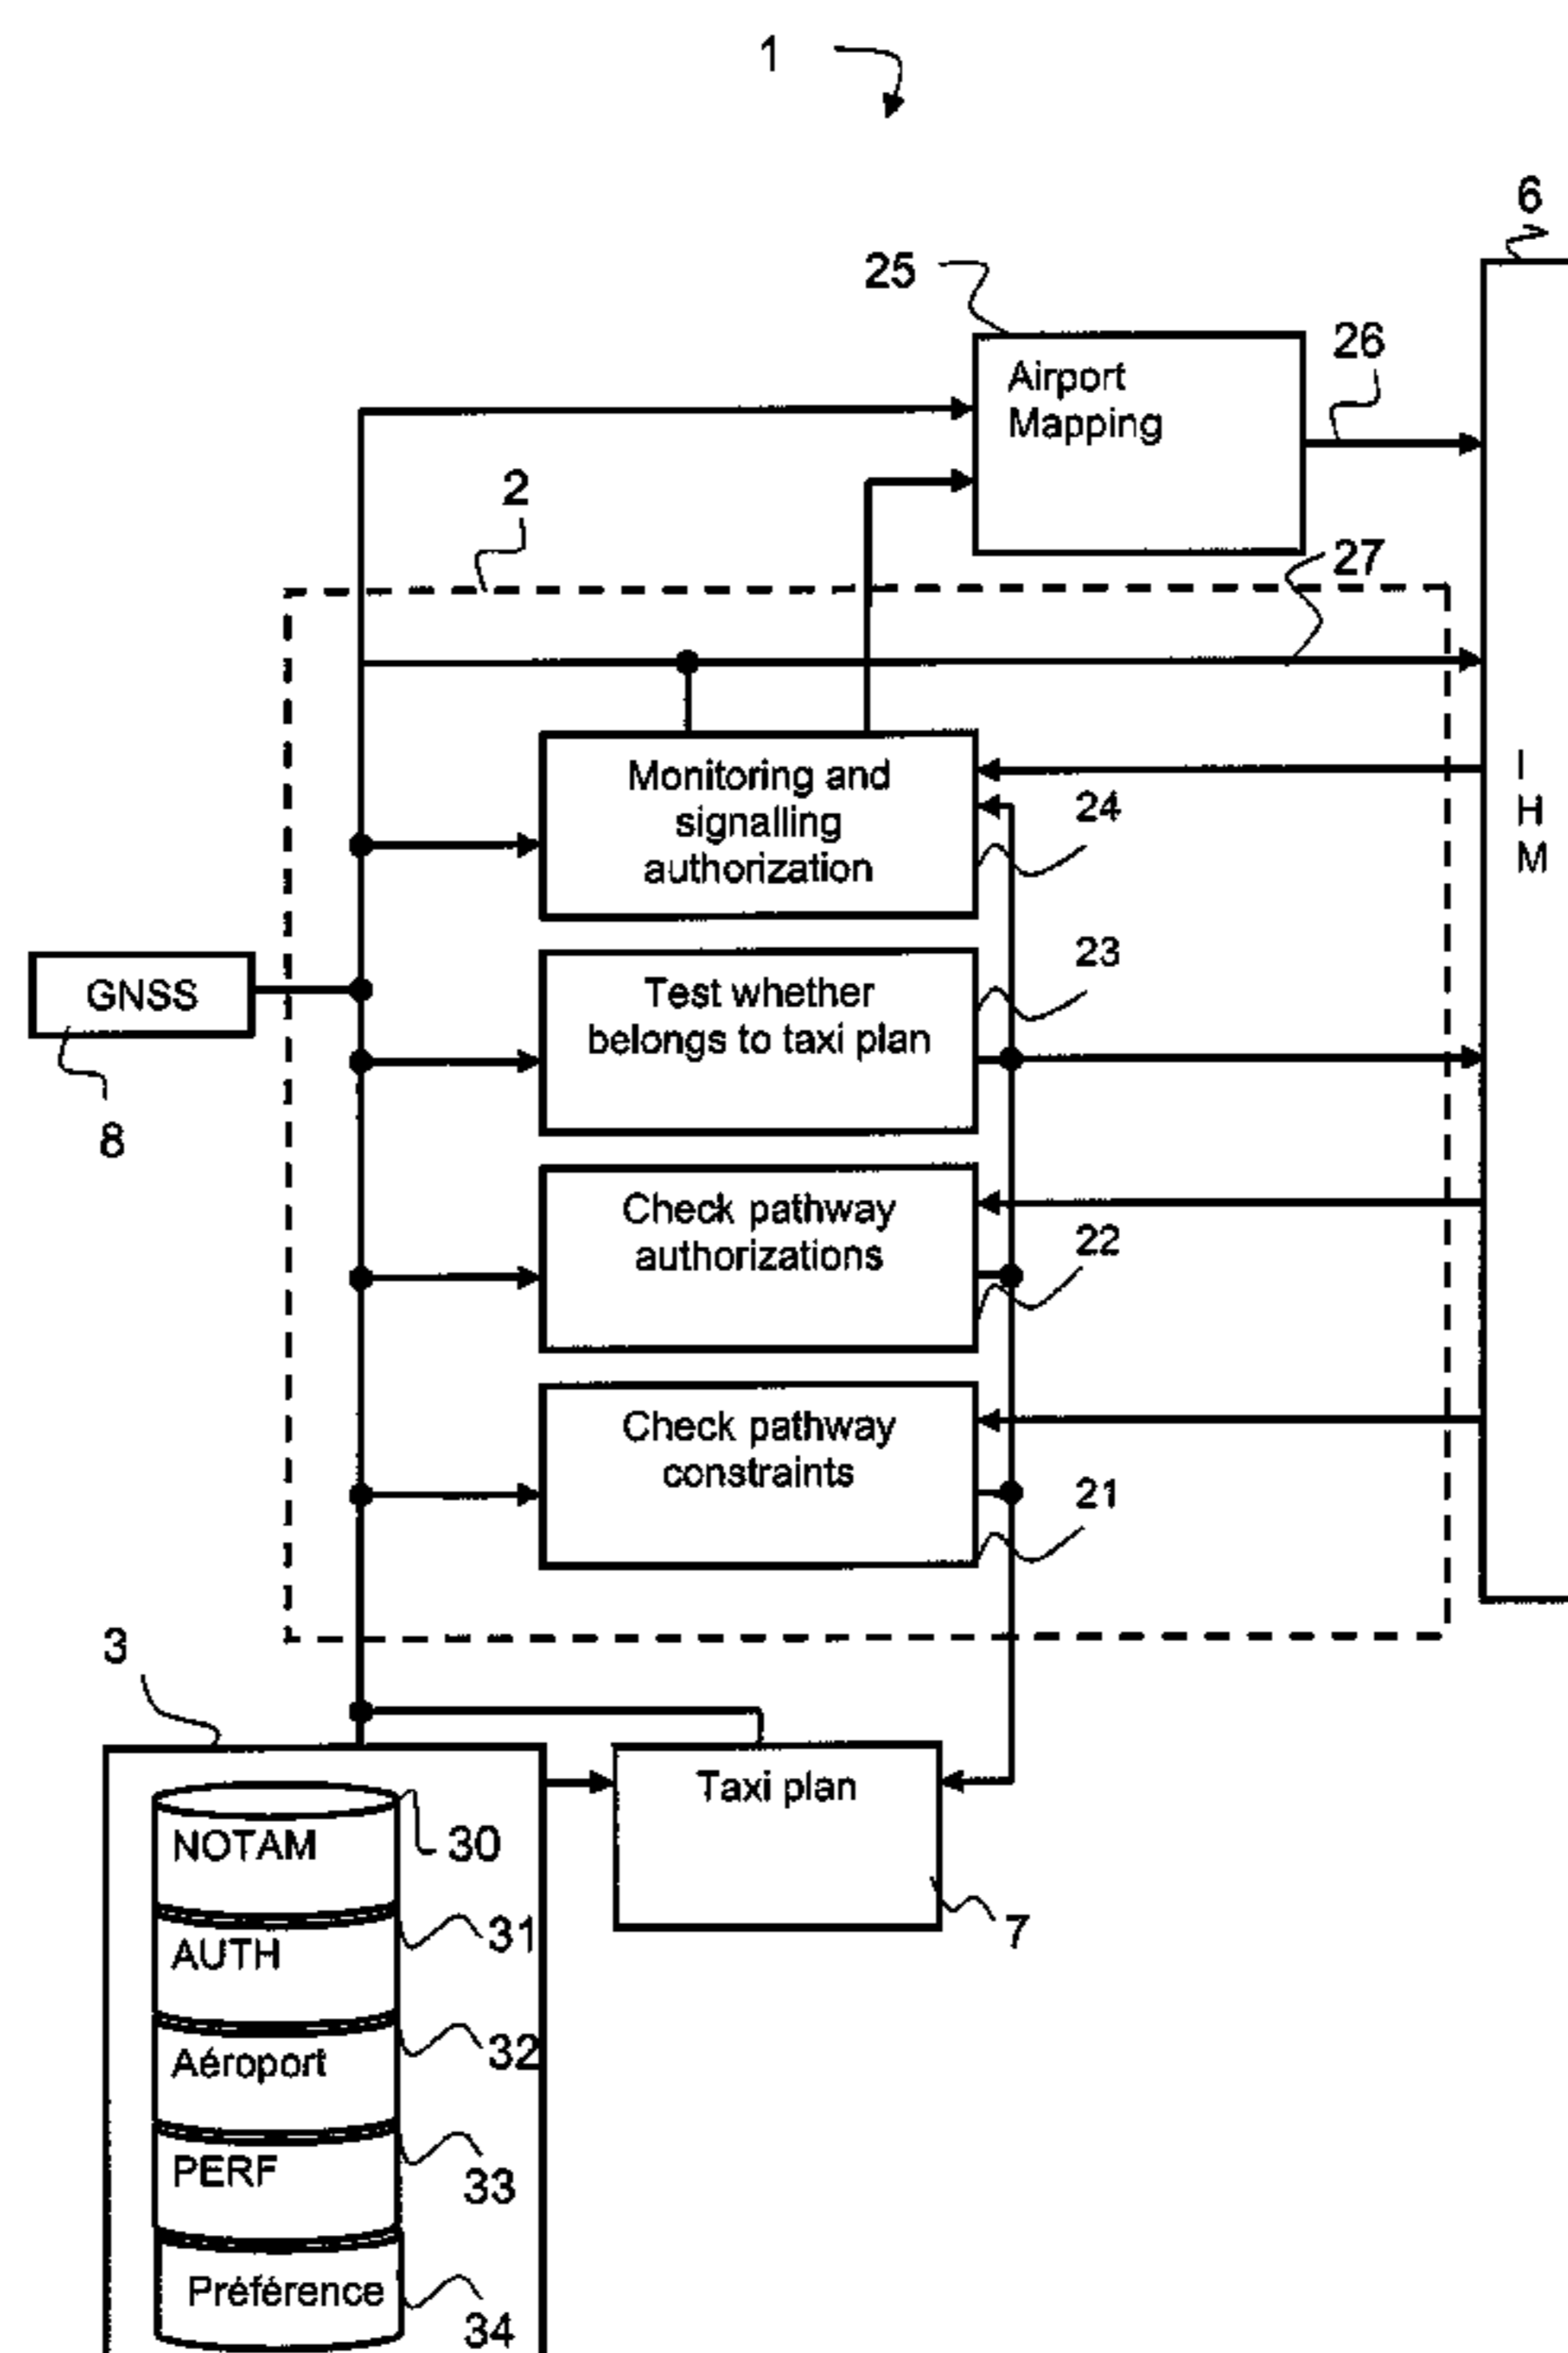 1
6
25
Airport
Mapping
26
2
27
Monitoring and
signalling
authorization
24
I
H
M
GNSS
8
Test whether
belongs to taxi plan
23
Check pathway
authorizations
22
Check pathway
constraints
21
3
Taxi plan
7
NOTAM
30
AUTH
31
Aéroport
32
PERF
33
Préférence
34